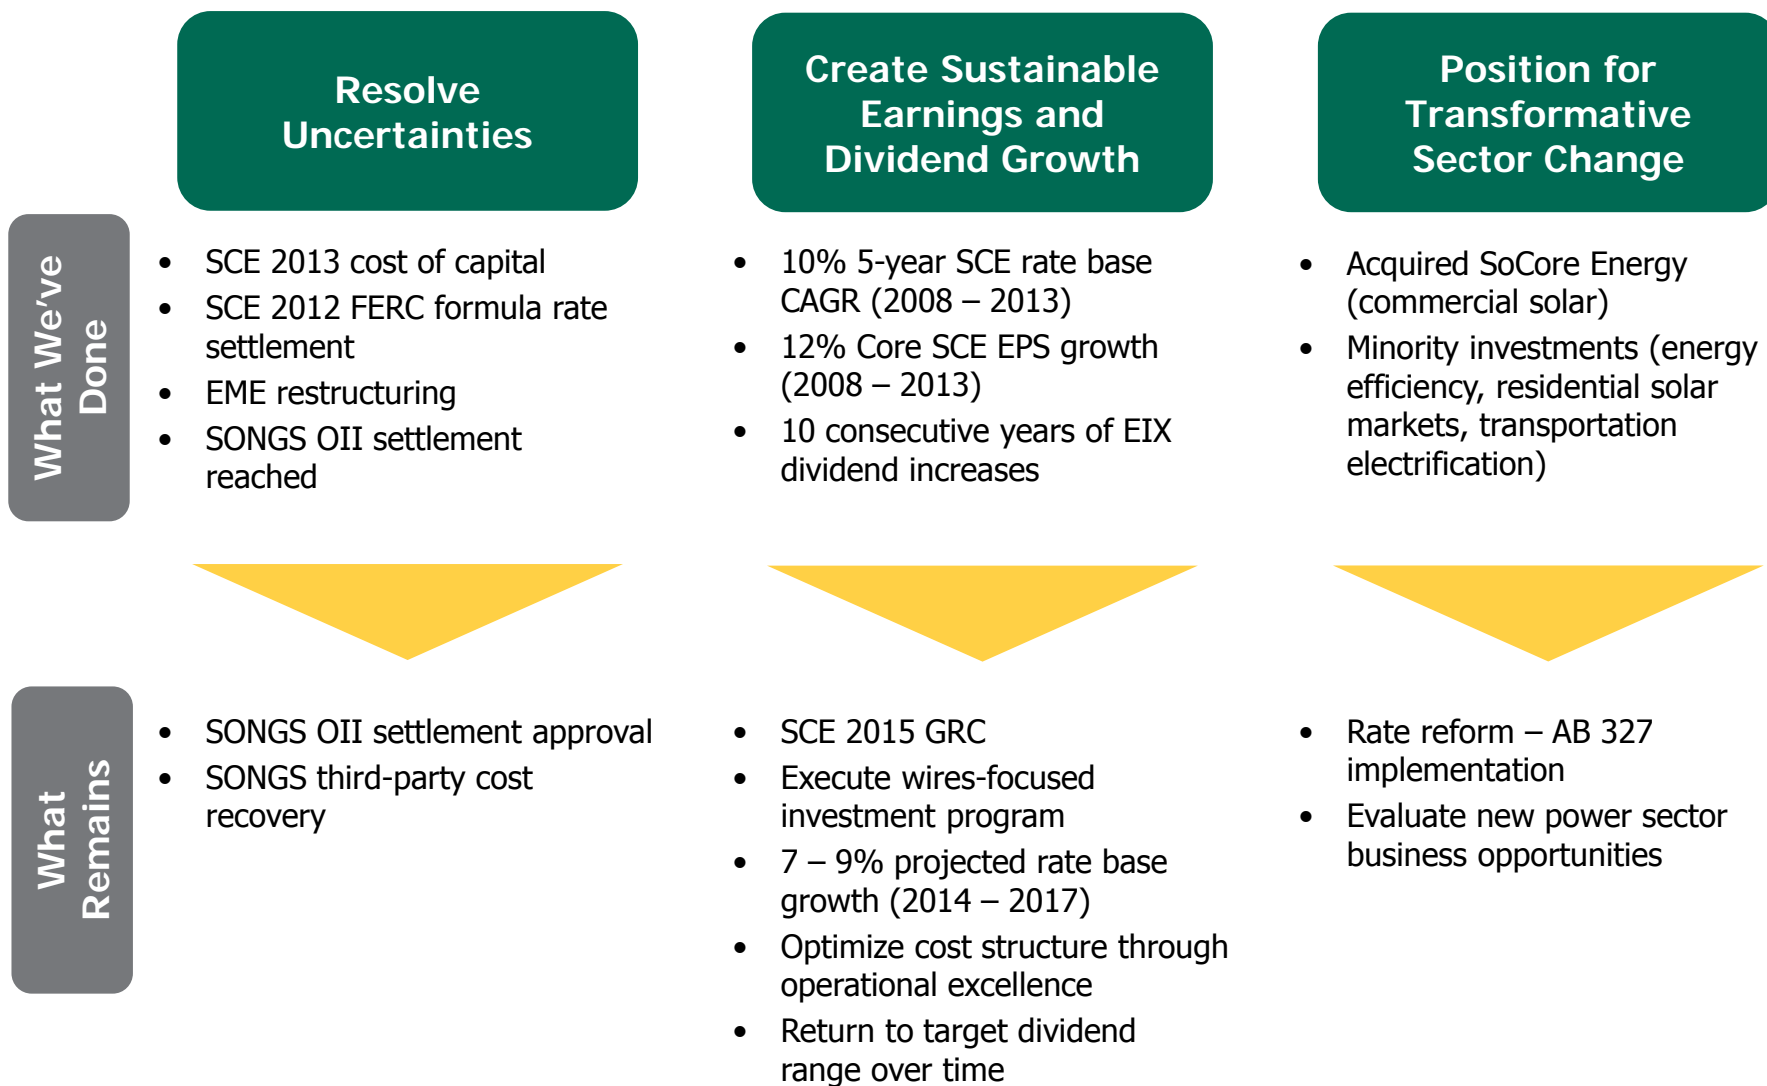 Resolve
Uncertainties
Create Sustainable
Earnings and
Dividend Growth
Position for
Transformative
Sector Change
What We've
Done
• SCE 2013 cost of capital
• SCE 2012 FERC formula rate
settlement
• EME restructuring
• SONGS OII settlement
reached
• 10% 5-year SCE rate base
CAGR (2008 – 2013)
• 12% Core SCE EPS growth
(2008 – 2013)
• 10 consecutive years of EIX
dividend increases
• Acquired SoCore Energy
(commercial solar)
• Minority investments (energy
efficiency, residential solar
markets, transportation
electrification)
What
Remains
• SONGS OII settlement approval
• SONGS third-party cost
recovery
• SCE 2015 GRC
• Execute wires-focused
investment program
• 7 – 9% projected rate base
growth (2014 – 2017)
• Optimize cost structure through
operational excellence
• Return to target dividend
range over time
• Rate reform – AB 327
implementation
• Evaluate new power sector
business opportunities